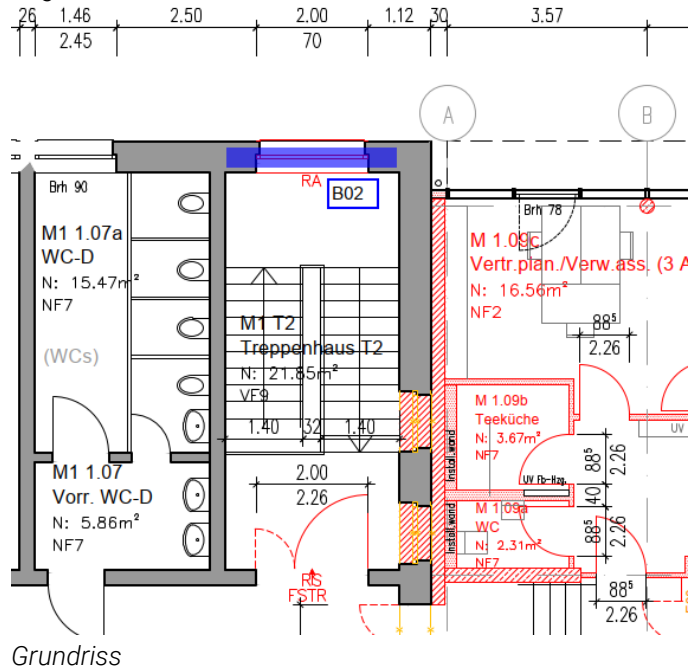 26 1.46 2.50 2.00 1.12 30 3.57
2.45 70
A B
Brh 90
RA
B02
Brh 78
M1 1.07a
WC-D
N: 15.47m²
NF7
(WCs)
M 1.09c
Vertr.plan./Verw.ass. (3 A
N: 16.56m²
NF2
88⁵
2.26
M1 T2
Treppenhaus T2
N: 21.85m²
VF9
1.40 32 1.40
M 1.09b
Teeküche
N: 3.67m²
NF7
Install.wand
UV
UV Fb-Hzg.
88⁵
2.26
40
M1 1.07
Vorr. WC-D
N: 5.86m²
NF7
2.00
2.26
M 1.09a
WC
N: 2.31m²
NF7
Install.wand
88⁵
2.26
RS
FSTR
88⁵
2.26
Grundriss